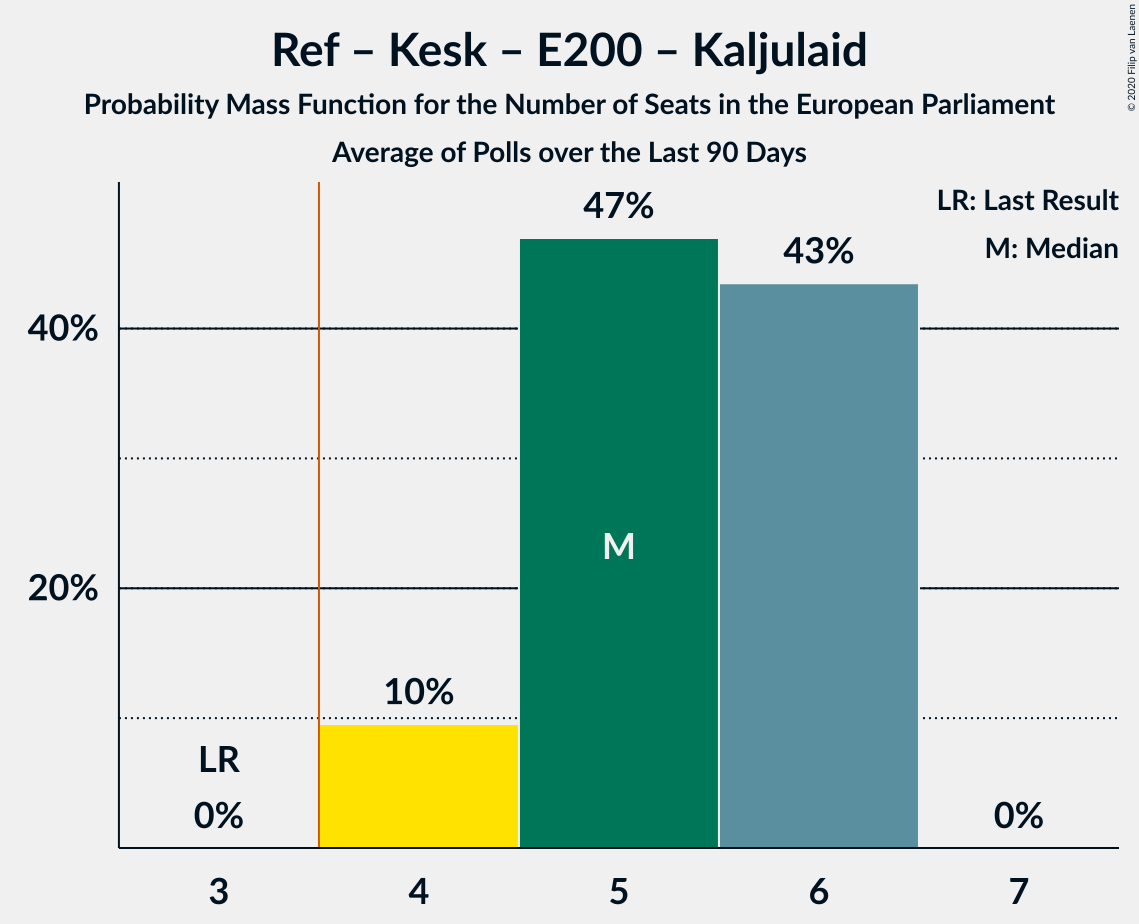 Ref – Kesk – E200 – Kaljulaid
Probability Mass Function for the Number of Seats in the European Parliament
Average of Polls over the Last 90 Days
© 2020 Filip van Laenen
LR: Last Result
M: Median
47%
43%
40%
M
20%
10%
LR
0%
0%
3 4 5 6 7